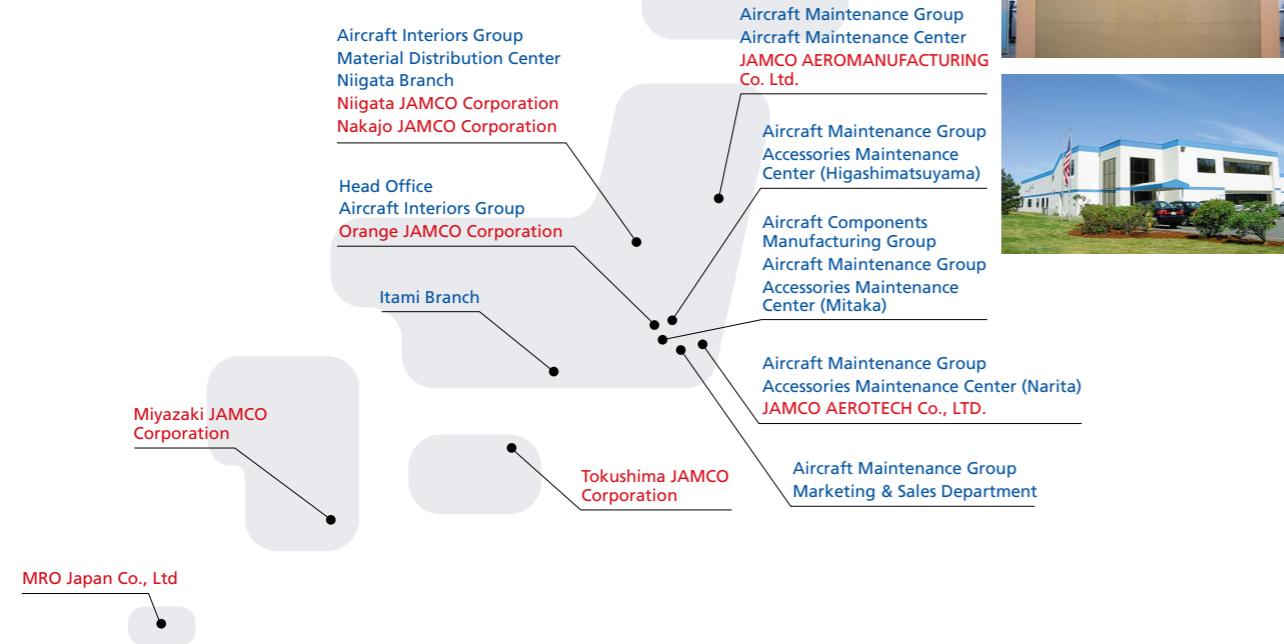 Aircraft Interiors Group
Material Distribution Center
Niigata Branch
Niigata JAMCO Corporation
Nakajo JAMCO Corporation
Aircraft Maintenance Group
Aircraft Maintenance Center
JAMCO AEROMANUFACTURING
Co. Ltd.
Aircraft Maintenance Group
Accessories Maintenance
Center (Higashimatsuyama)
Head Office
Aircraft Interiors Group
Orange JAMCO Corporation
Aircraft Components
Manufacturing Group
Aircraft Maintenance Group
Accessories Maintenance
Center (Mitaka)
Itami Branch
Aircraft Maintenance Group
Accessories Maintenance Center (Narita)
JAMCO AEROTECH Co., LTD.
Miyazaki JAMCO
Corporation
Tokushima JAMCO
Corporation
Aircraft Maintenance Group
Marketing & Sales Department
MRO Japan Co., Ltd